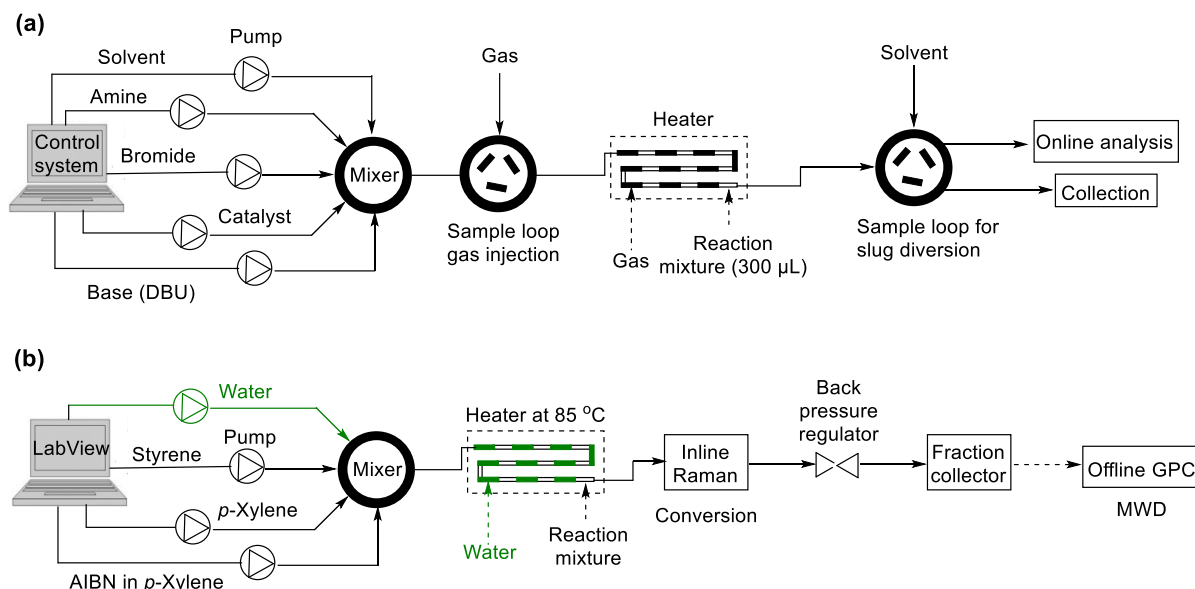 (a)
Pump
Solvent
Amine
Control
system
Bromide
Catalyst
Base (DBU)
Mixer
Gas
Sample loop
gas injection
Heater
Gas
Reaction
mixture (300 µL)
Solvent
Sample loop for
slug diversion
Online analysis
Collection
(b)
Water
LabView
Styrene
Pump
p-Xylene
AIBN in p-Xylene
Mixer
Heater at 85 °C
Water
Reaction
mixture
Inline
Raman
Conversion
Back
pressure
regulator
Fraction
collector
Offline GPC
MWD